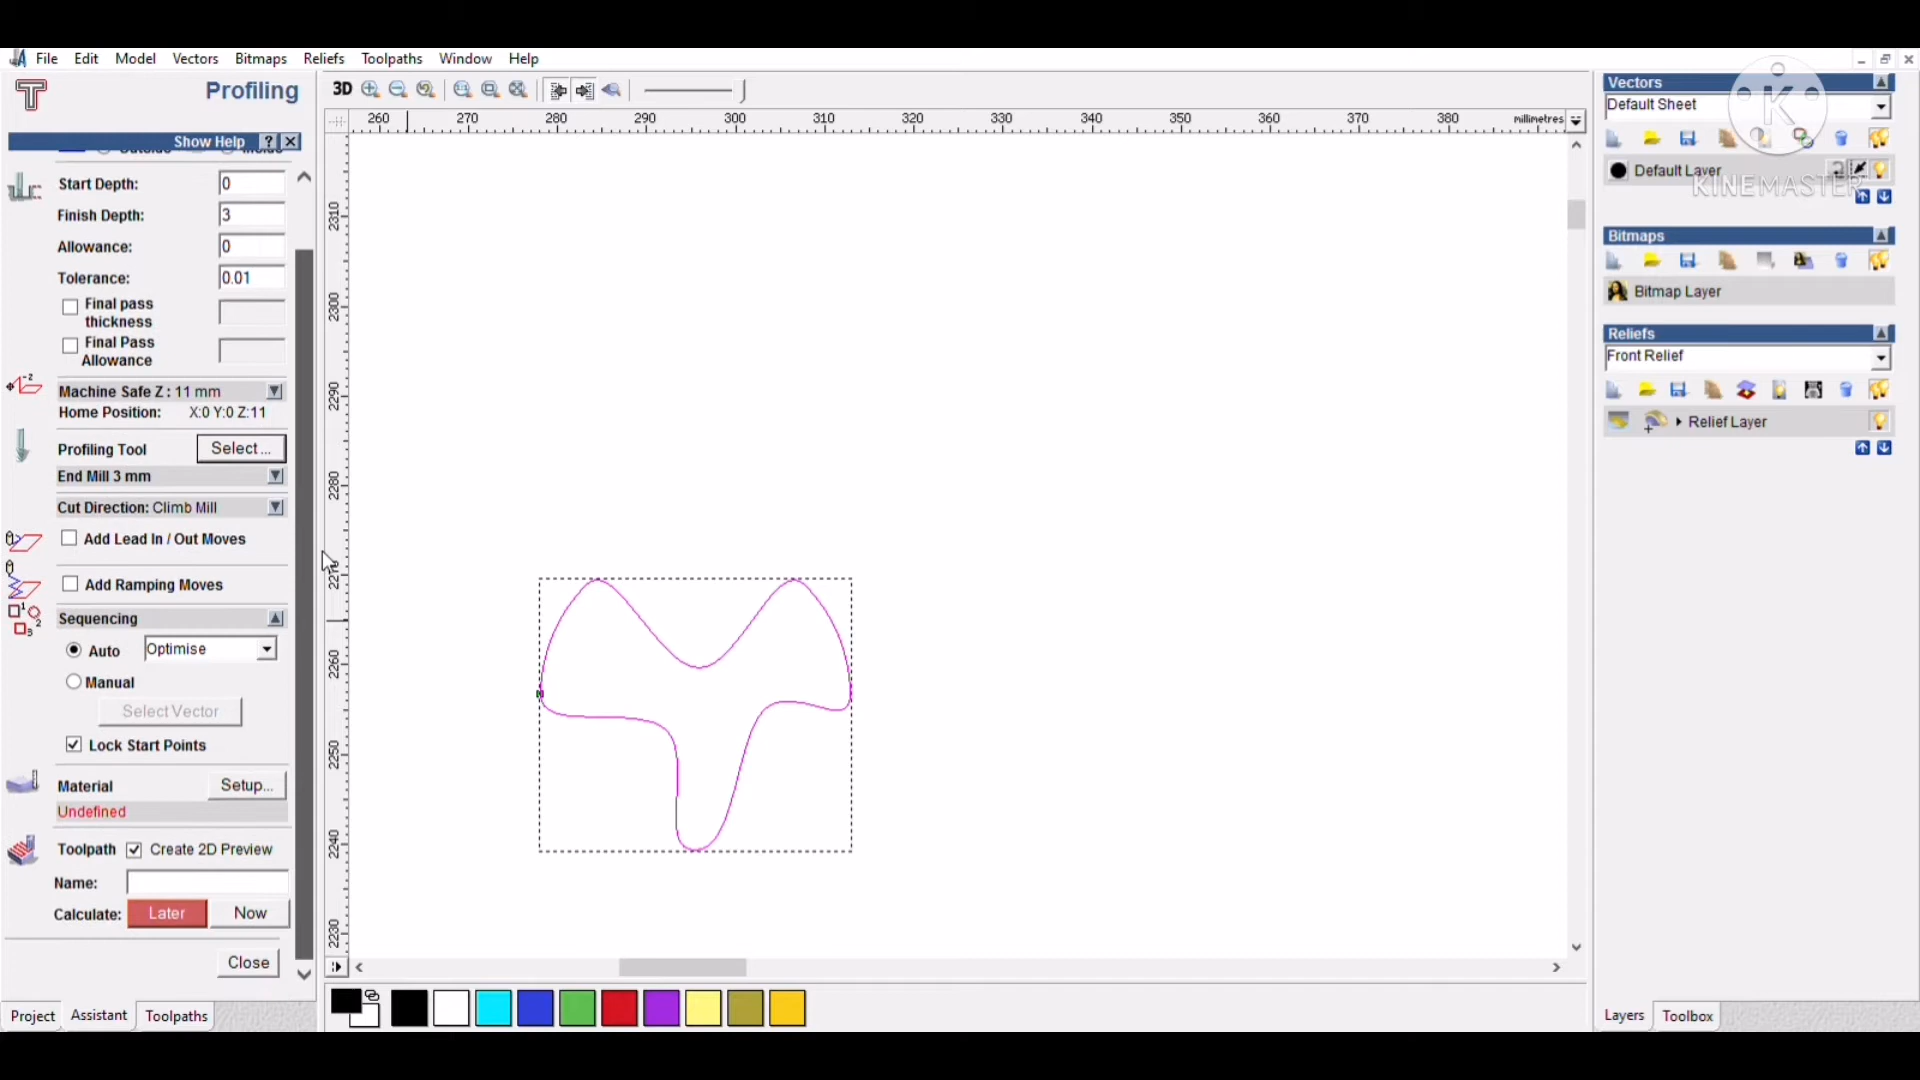 File Edit Model Vectors Bitmaps Reliefs Toolpaths Window Help
Profiling
Show Help ?
Start Depth: 0
Finish Depth: 3
Allowance: 0
Tolerance: 0.01
Final pass
thickness
Final Pass
Allowance
Machine Safe Z : 11 mm
Home Position: X:0 Y:0 Z:11
Profiling Tool Select ...
End Mill 3 mm
Cut Direction: Climb Mill
Add Lead In / Out Moves
Add Ramping Moves
Sequencing
Auto Optimise
Manual
Select Vector
Lock Start Points
Material Setup...
Undefined
Toolpath Create 2D Preview
Name:
Calculate: Later Now
Close
Project Assistant Toolpaths
3D
260 270 280 290 300 310 320 330 340 350 360 370 380 millimetres
2310
2300
2290
2280
2260
2250
2240
2230
Vectors
Default Sheet
Default Layer
K
KINEMASTER
Bitmaps
Bitmap Layer
Reliefs
Front Relief
Relief Layer
Layers Toolbox